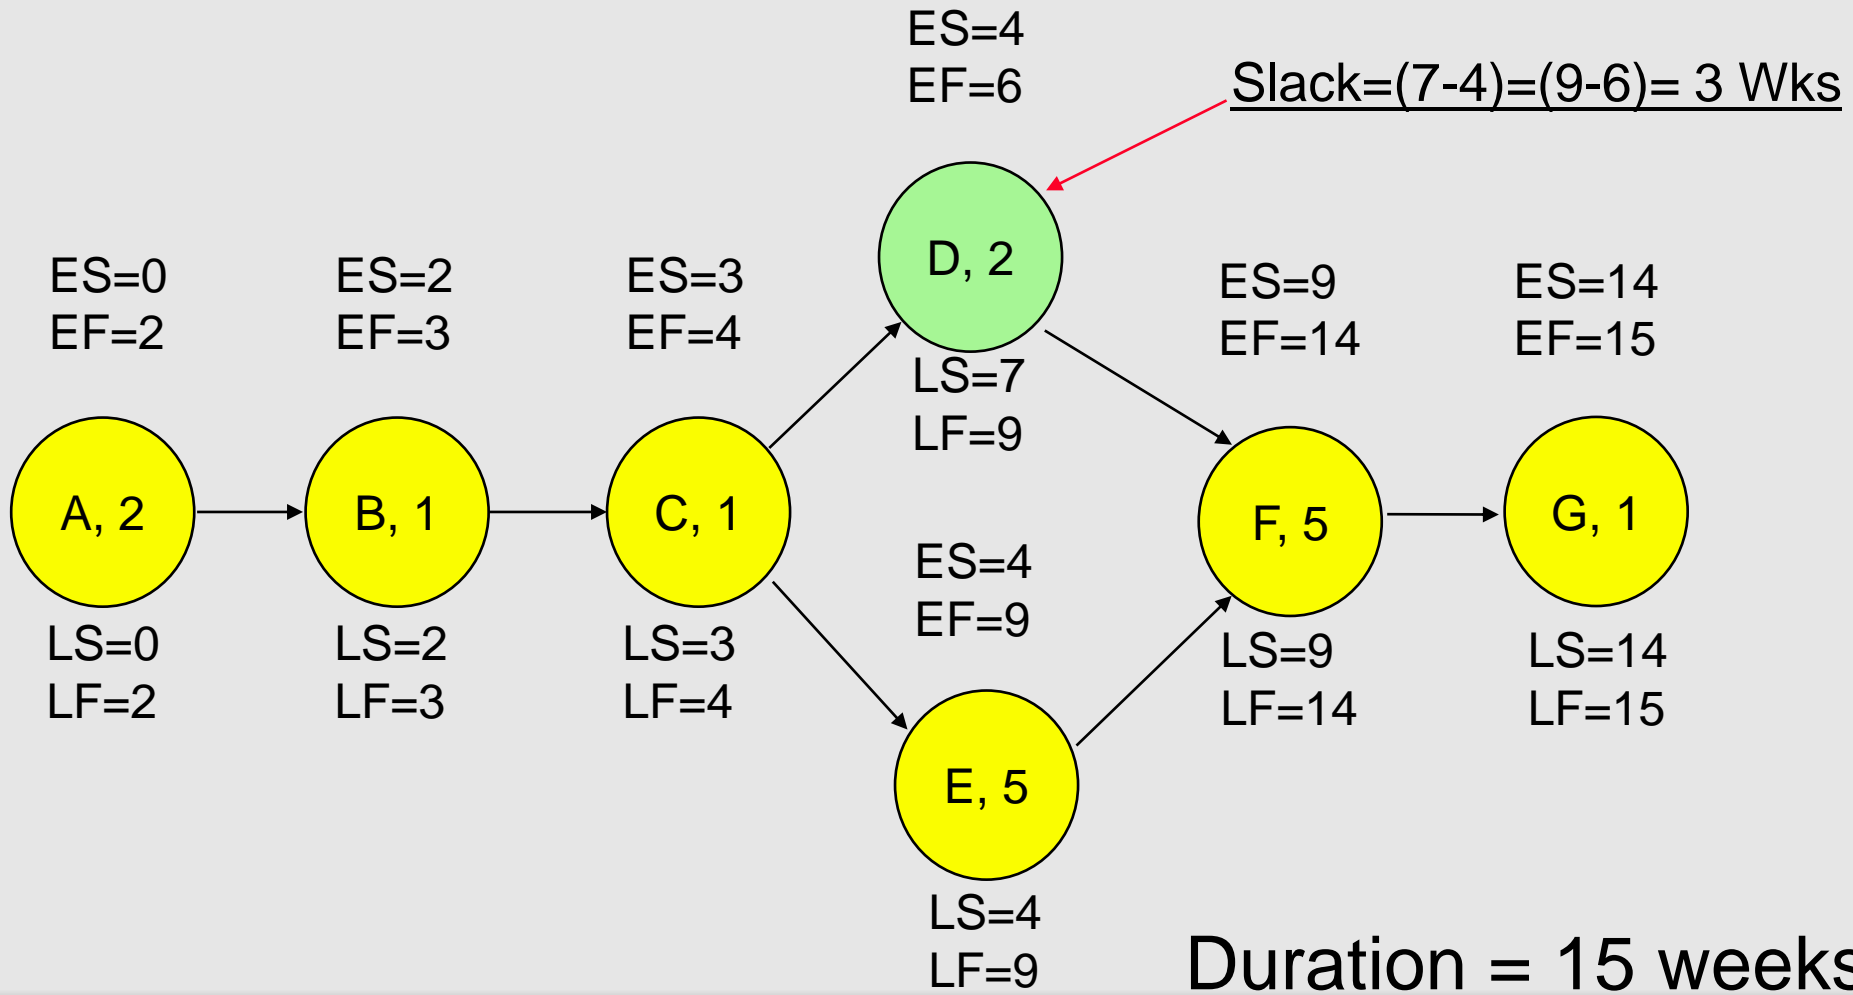 ES=4
EF=6
Slack=(7-4)=(9-6)= 3 Wks
D, 2
ES=0
EF=2
ES=2
EF=3
ES=3
EF=4
ES=9
EF=14
ES=14
EF=15
LS=7
LF=9
A, 2
B, 1
C, 1
F, 5
G, 1
ES=4
EF=9
LS=0
LF=2
LS=2
LF=3
LS=3
LF=4
LS=9
LF=14
LS=14
LF=15
E, 5
LS=4
LF=9
Duration = 15 weeks